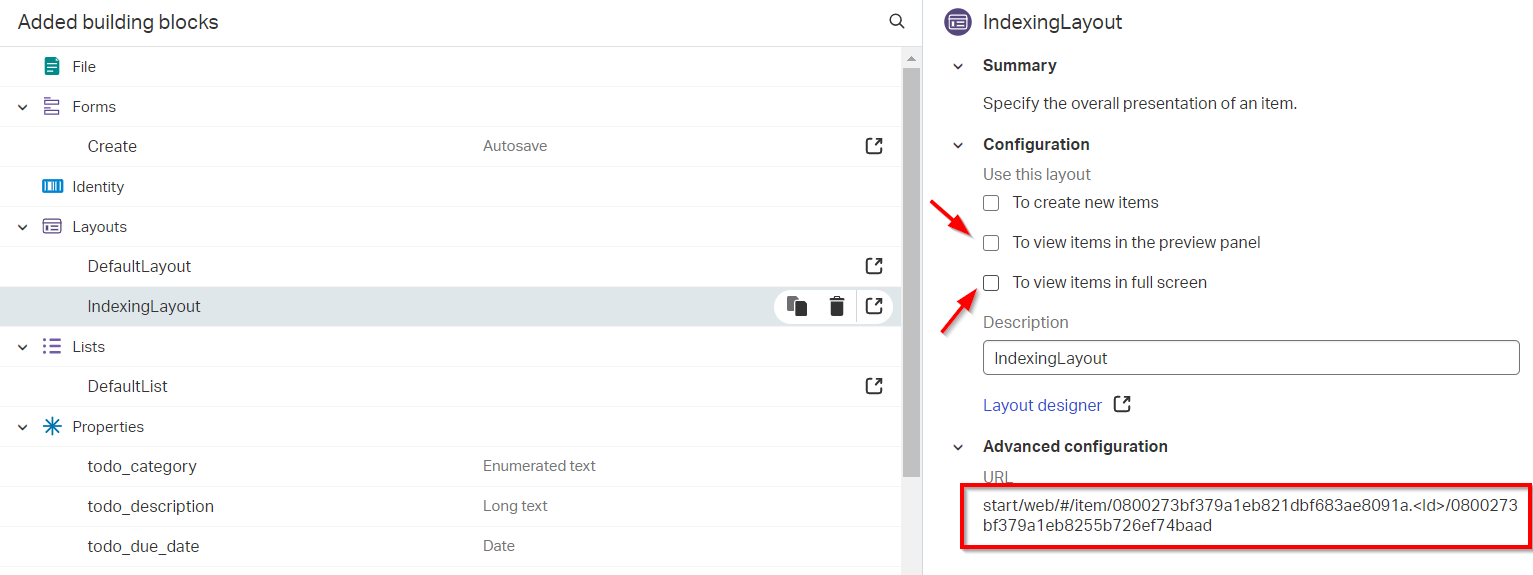 Added building blocks
File
Forms
Create Autosave
Identity
Layouts
DefaultLayout
IndexingLayout
Lists
DefaultList
Properties
todo_category Enumerated text
todo_description Long text
todo_due_date Date
IndexingLayout
Summary
Specify the overall presentation of an item.
Configuration
Use this layout
To create new items
To view items in the preview panel
To view items in full screen
Description
IndexingLayout
Layout designer
Advanced configuration
URL
start/web/#/item/0800273bf379a1eb821dbf683ae8091a.<Id>/0800273
bf379a1eb8255b726ef74baad